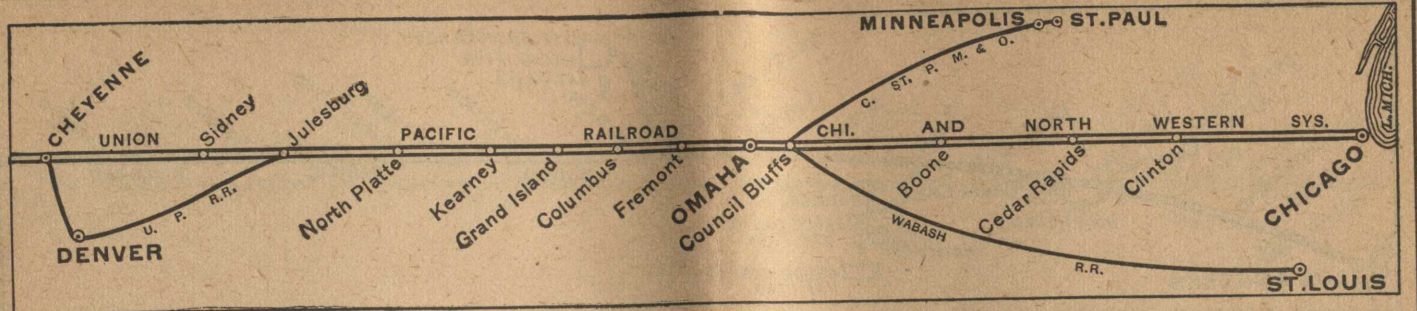 MINNEAPOLIS ST. PAUL
C. ST. P. M. & O.
L. MICH.
CHEYENNE
UNION PACIFIC RAILROAD
Sidney
Julesburg
CHI. AND NORTH WESTERN SYS.
U. P. R.R.
DENVER
North Platte
Kearney
Grand Island
Columbus
Fremont
OMAHA
Council Bluffs
Boone
Cedar Rapids
Clinton
CHICAGO
WABASH R.R.
ST. LOUIS